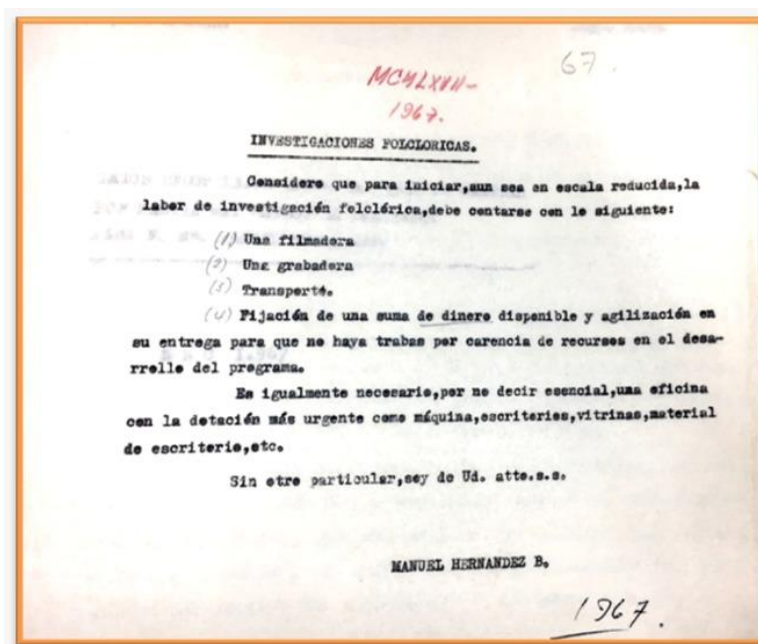 67.
MCMLXVII-
1967.
INVESTIGACIONES FOLCLORICAS.
Considero que para iniciar,aun sea en escala reducida,la
labor de investigación folclórica,debe contarse con lo siguiente:
(1) Una filmadora
(2) Una grabadora
(3) Transporte.
(4) Fijación de una suma de dinero disponible y agilización en
su entrega para que no haya trabas por carencia de recursos en el desa-
rrollo del programa.
Es igualmente necesario,por no decir esencial,una oficina
con la dotación más urgente como máquina,escritorios,vitrinas,material
de escritorio,etc.
Sin otro particular,soy de Ud. atto.s.s.
MANUEL HERNANDEZ B.
1967.